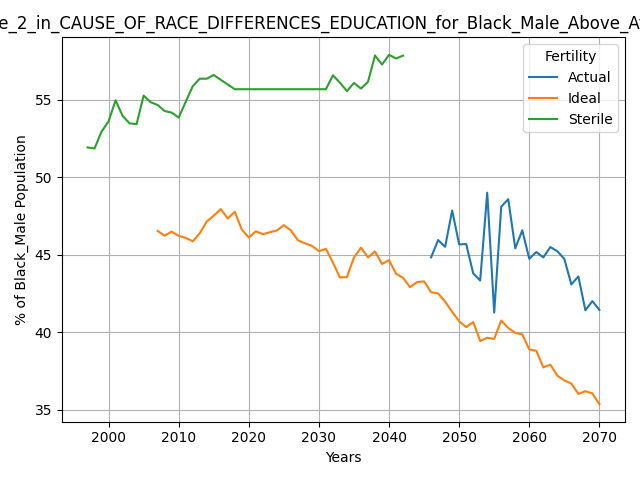 e_2_in_CAUSE_OF_RACE_DIFFERENCES_EDUCATION_for_Black_Male_Above_A
Fertility
Actual
Ideal
Sterile
% of Black_Male Population
55
50
45
40
35
2000 2010 2020 2030 2040 2050 2060 2070
Years